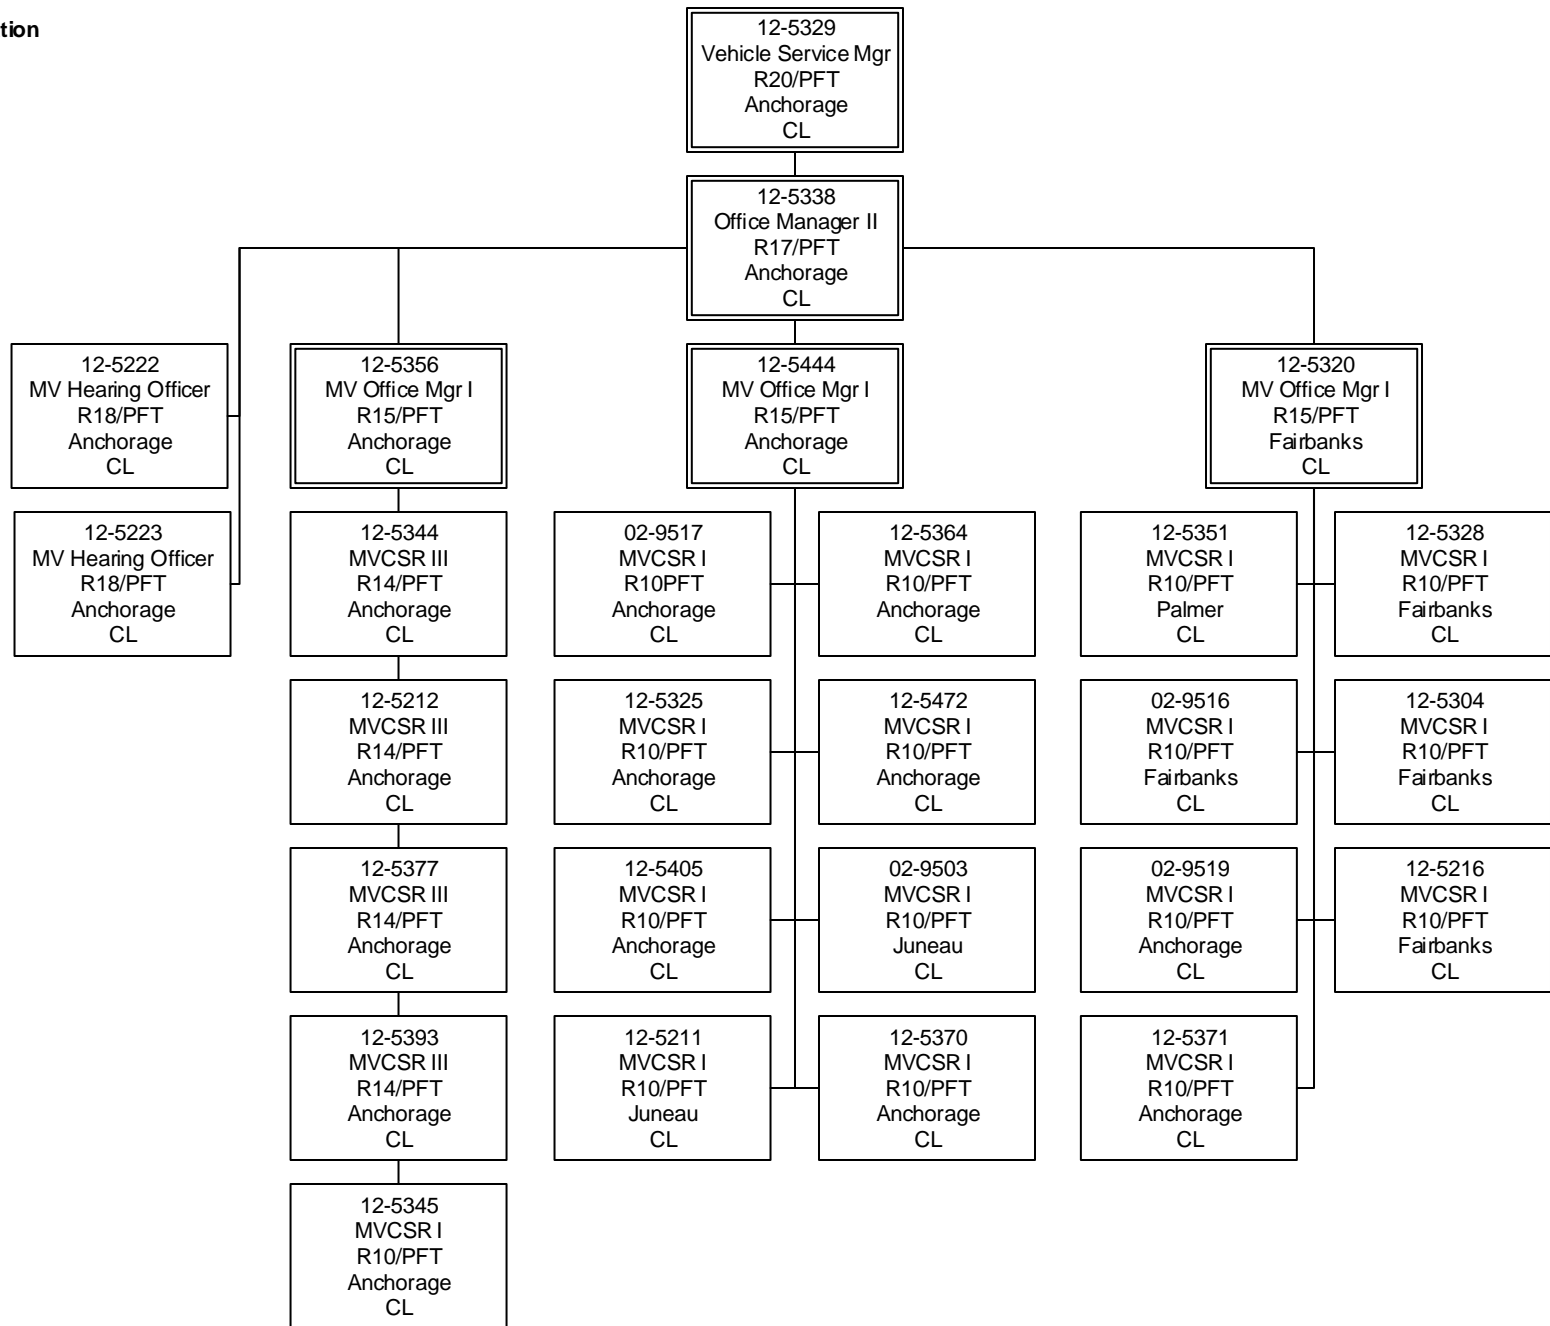 tion
12-5329
Vehicle Service Mgr
R20/PFT
Anchorage
CL
12-5338
Office Manager II
R17/PFT
Anchorage
CL
12-5222
MV Hearing Officer
R18/PFT
Anchorage
CL
12-5356
MV Office Mgr I
R15/PFT
Anchorage
CL
12-5444
MV Office Mgr I
R15/PFT
Anchorage
CL
12-5320
MV Office Mgr I
R15/PFT
Fairbanks
CL
12-5223
MV Hearing Officer
R18/PFT
Anchorage
CL
12-5344
MVCSR III
R14/PFT
Anchorage
CL
02-9517
MVCSR I
R10PFT
Anchorage
CL
12-5364
MVCSR I
R10/PFT
Anchorage
CL
12-5351
MVCSR I
R10/PFT
Palmer
CL
12-5328
MVCSR I
R10/PFT
Fairbanks
CL
12-5212
MVCSR III
R14/PFT
Anchorage
CL
12-5325
MVCSR I
R10/PFT
Anchorage
CL
12-5472
MVCSR I
R10/PFT
Anchorage
CL
02-9516
MVCSR I
R10/PFT
Fairbanks
CL
12-5304
MVCSR I
R10/PFT
Fairbanks
CL
12-5377
MVCSR III
R14/PFT
Anchorage
CL
12-5405
MVCSR I
R10/PFT
Anchorage
CL
02-9503
MVCSR I
R10/PFT
Juneau
CL
02-9519
MVCSR I
R10/PFT
Anchorage
CL
12-5216
MVCSR I
R10/PFT
Fairbanks
CL
12-5393
MVCSR III
R14/PFT
Anchorage
CL
12-5211
MVCSR I
R10/PFT
Juneau
CL
12-5370
MVCSR I
R10/PFT
Anchorage
CL
12-5371
MVCSR I
R10/PFT
Anchorage
CL
12-5345
MVCSR I
R10/PFT
Anchorage
CL